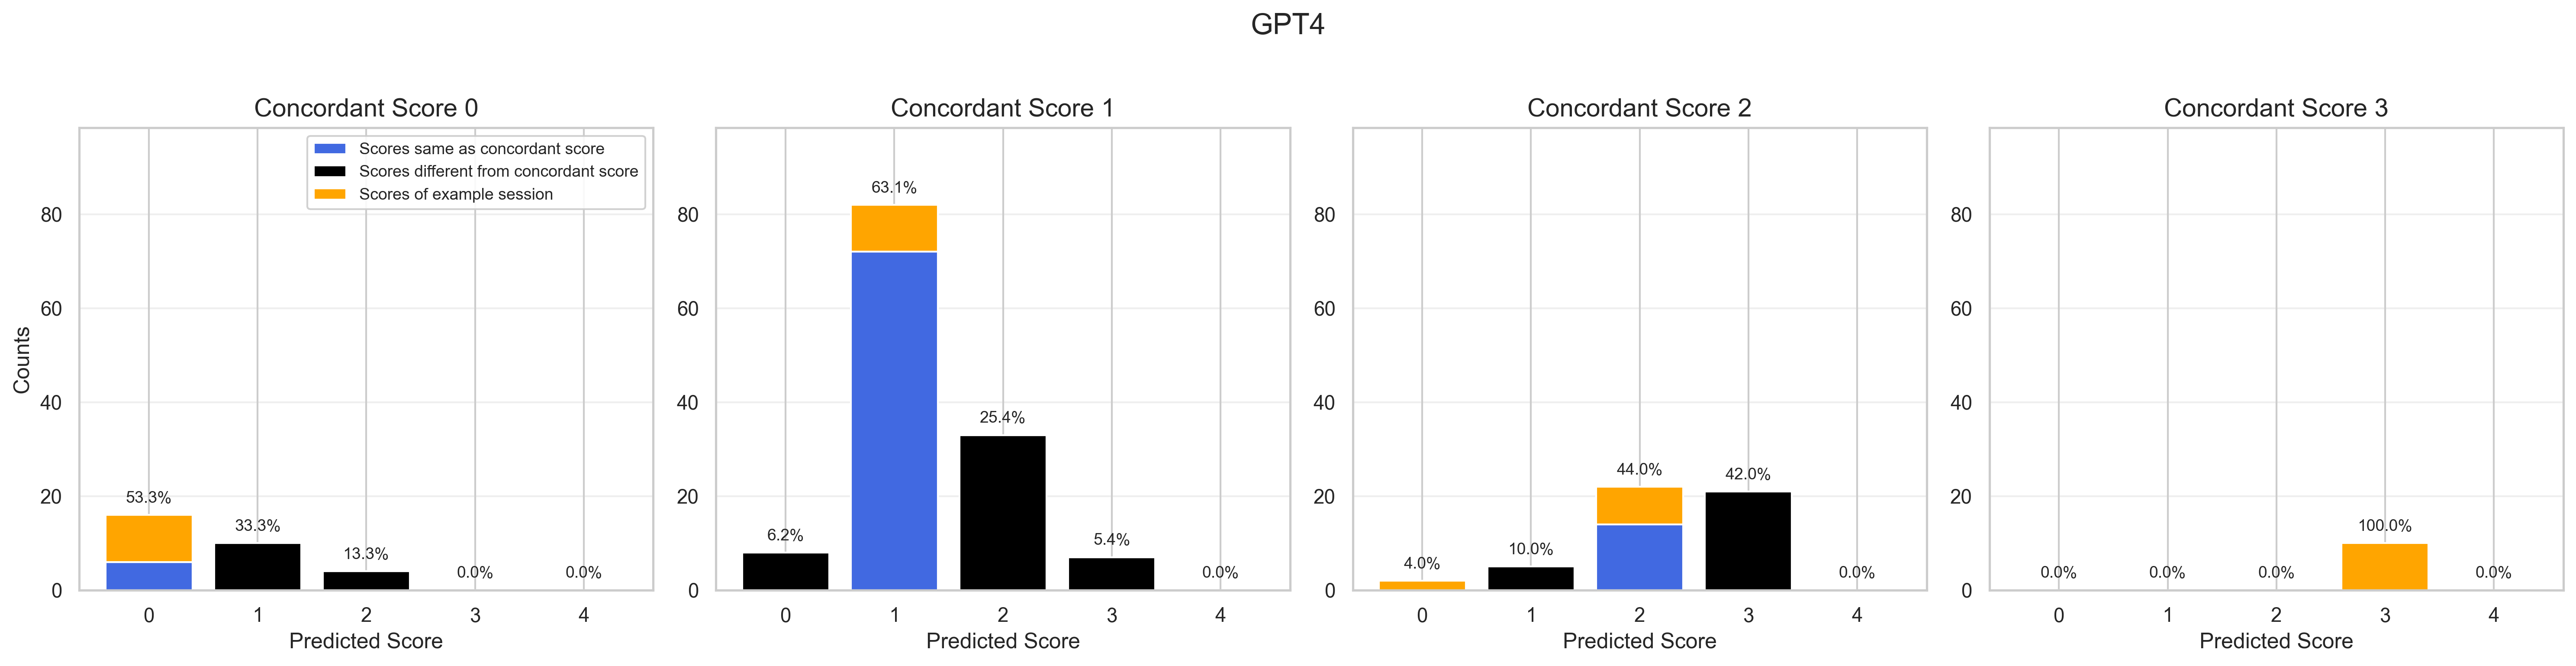 GPT4
Concordant Score 0
Scores same as concordant score
Scores different from concordant score
Scores of example session
Counts
80
60
40
20
0
53.3%
33.3%
13.3%
0.0%
0.0%
0 1 2 3 4
Predicted Score
Concordant Score 1
80
60
40
20
0
6.2%
63.1%
25.4%
5.4%
0.0%
0 1 2 3 4
Predicted Score
Concordant Score 2
80
60
40
20
0
4.0%
10.0%
44.0%
42.0%
0.0%
0 1 2 3 4
Predicted Score
Concordant Score 3
80
60
40
20
0
0.0%
0.0%
0.0%
100.0%
0.0%
0 1 2 3 4
Predicted Score